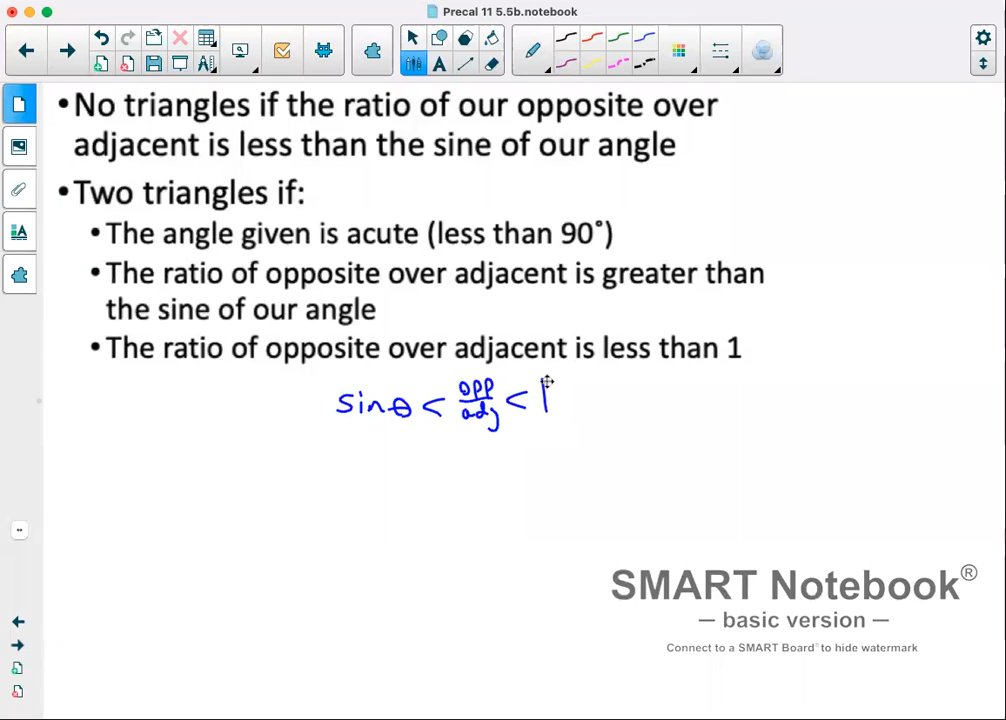 Precal 11 5.5b.notebook
•No triangles if the ratio of our opposite over
adjacent is less than the sine of our angle
•Two triangles if:
•The angle given is acute (less than 90˚)
•The ratio of opposite over adjacent is greater than
the sine of our angle
•The ratio of opposite over adjacent is less than 1
sinθ < opp/adj < 1
SMART Notebook®
— basic version —
Connect to a SMART Board® to hide watermark